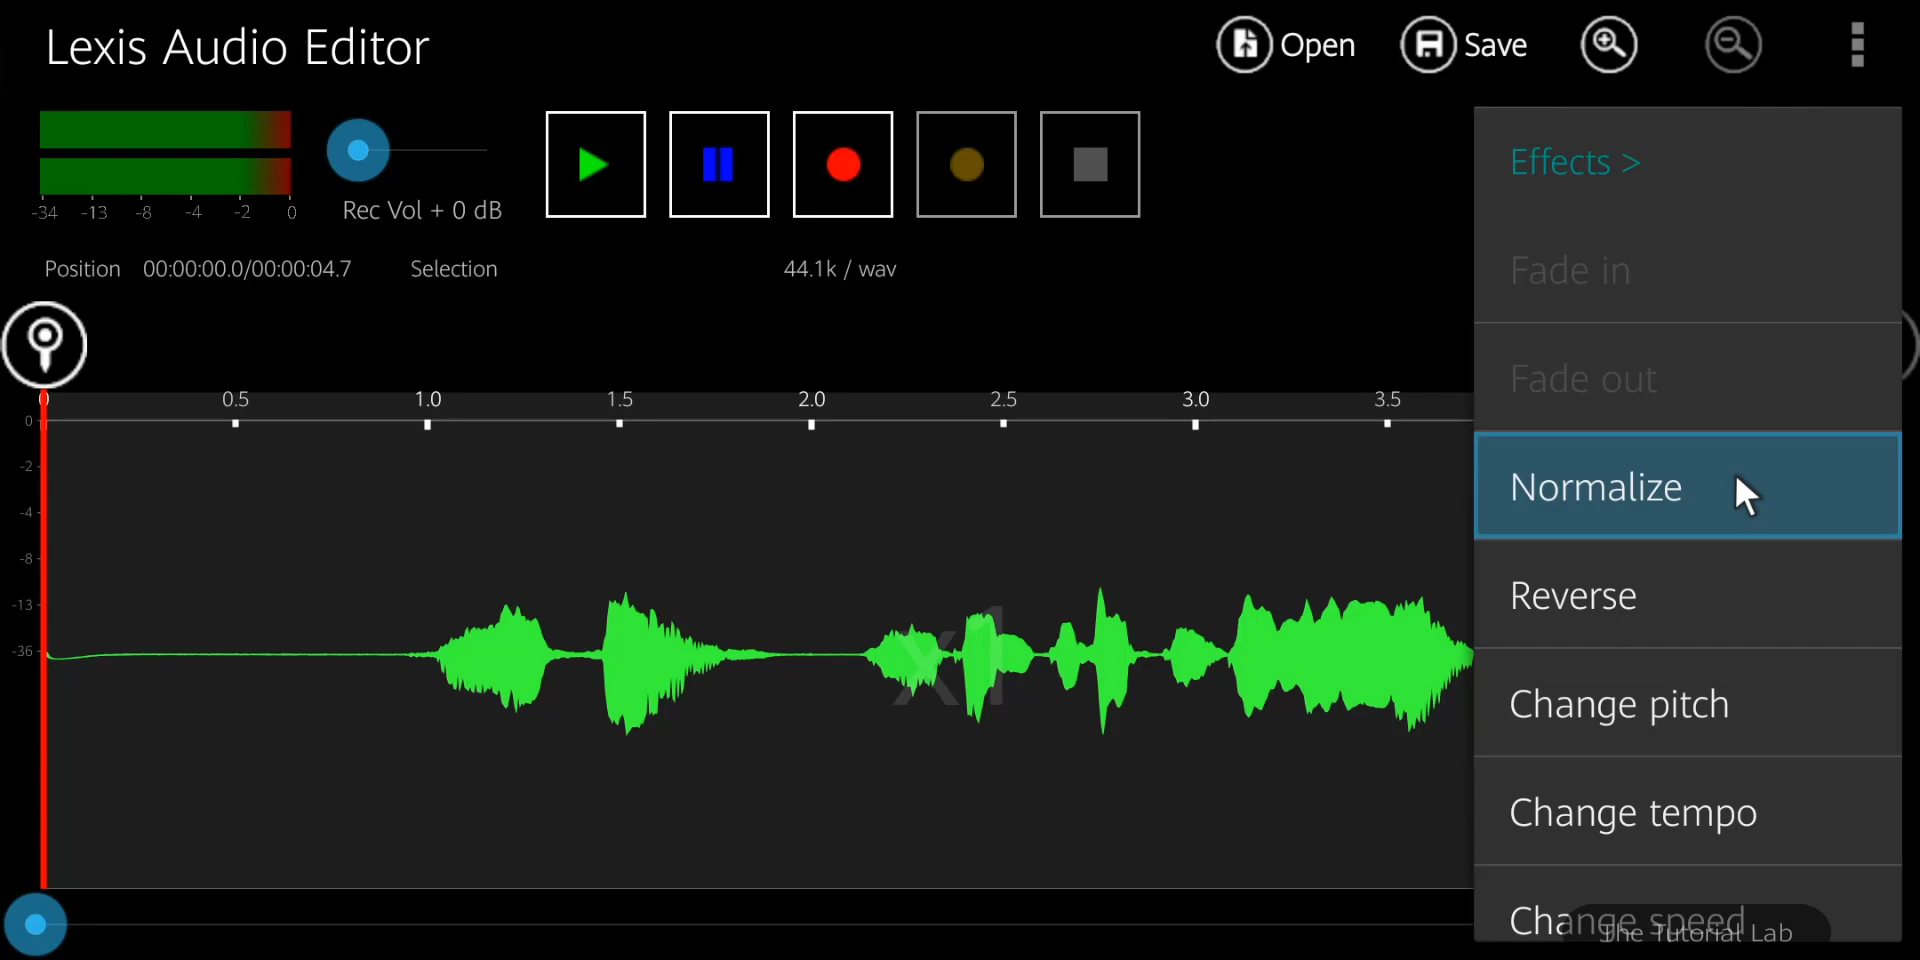 Lexis Audio Editor
Open
Save
-34 -13 -8 -4 -2 0
Rec Vol + 0 dB
Position 00:00:00.0/00:00:04.7 Selection 44.1k / wav
0 0.5 1.0 1.5 2.0 2.5 3.0 3.5
0
-2
-4
-8
-13
-36
x1
Effects >
Fade in
Fade out
Normalize
Reverse
Change pitch
Change tempo
Change speed
The Tutorial Lab